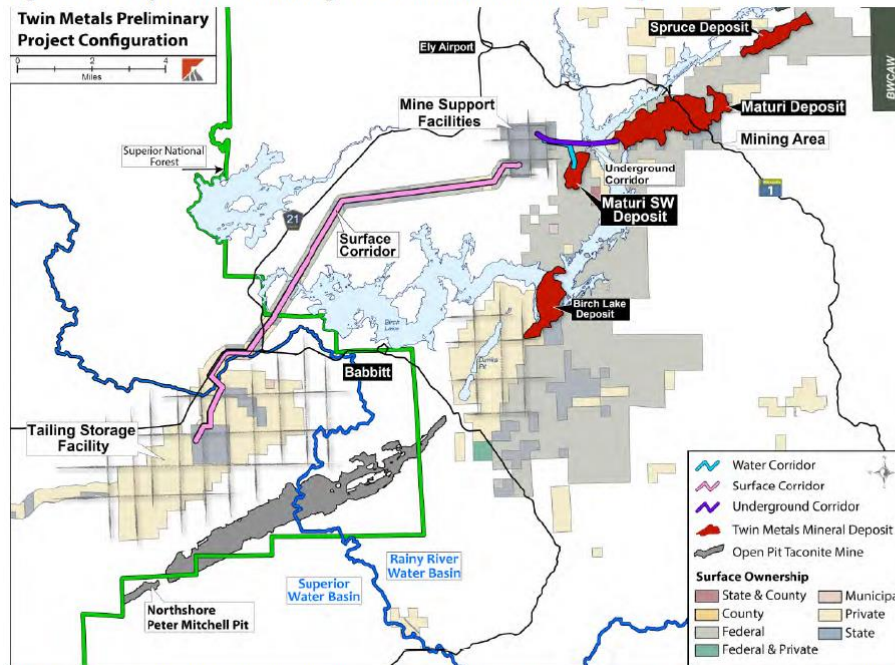 Twin Metals Preliminary
Project Configuration
0
4
Miles
Ely Airport
Spruce Deposit
BWCAW
Mine Support
Facilities
Maturi Deposit
Mining Area
Superior National
Forest
Underground
Corridor
1
Maturi SW
Deposit
21
Surface
Corridor
Birch Lake
Deposit
Birch
Lake
Dunka
Pit
Babbitt
Tailing Storage
Facility
Rainy River
Water Basin
Superior
Water Basin
Northshore
Peter Mitchell Pit
Water Corridor
Surface Corridor
Underground Corridor
Twin Metals Mineral Deposit
Open Pit Taconite Mine
Surface Ownership
State & County
Municipa
County
Private
Federal
State
Federal & Private